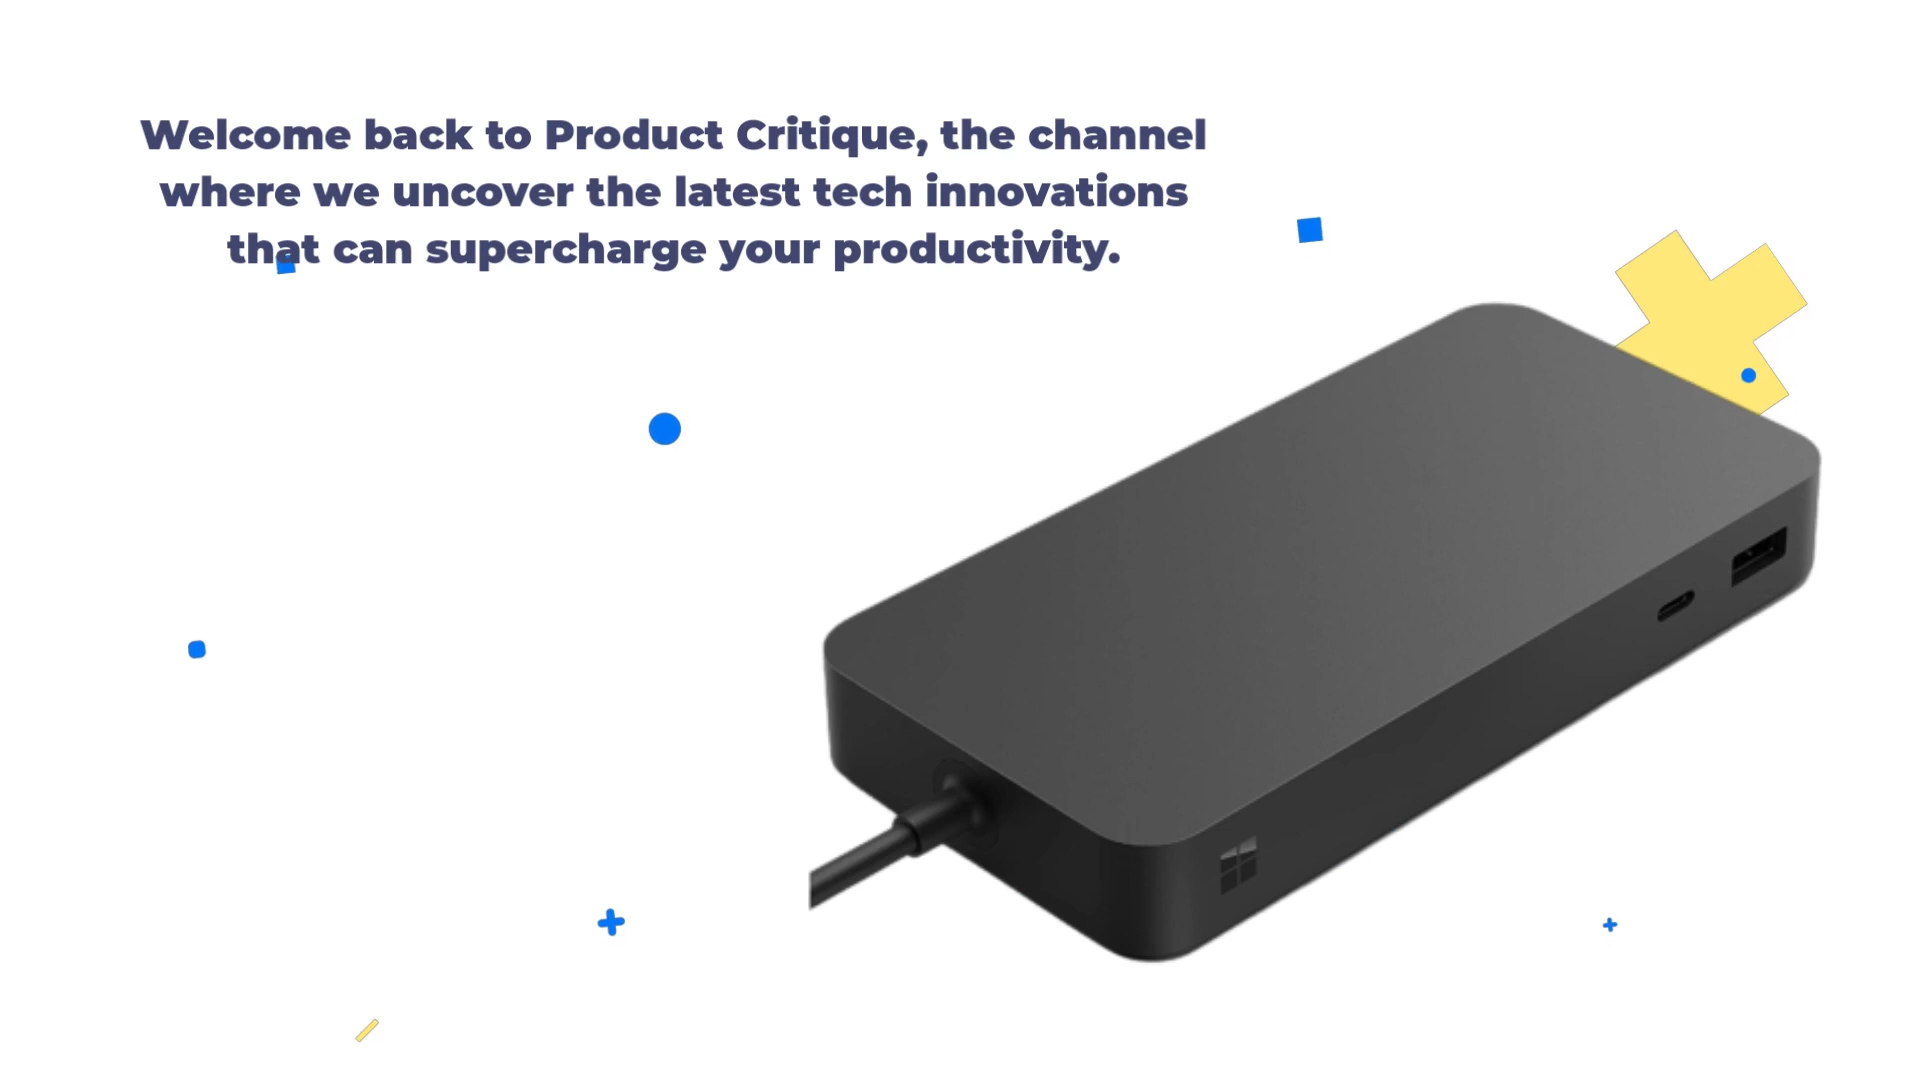 Welcome back to Product Critique, the channel
where we uncover the latest tech innovations
that can supercharge your productivity.